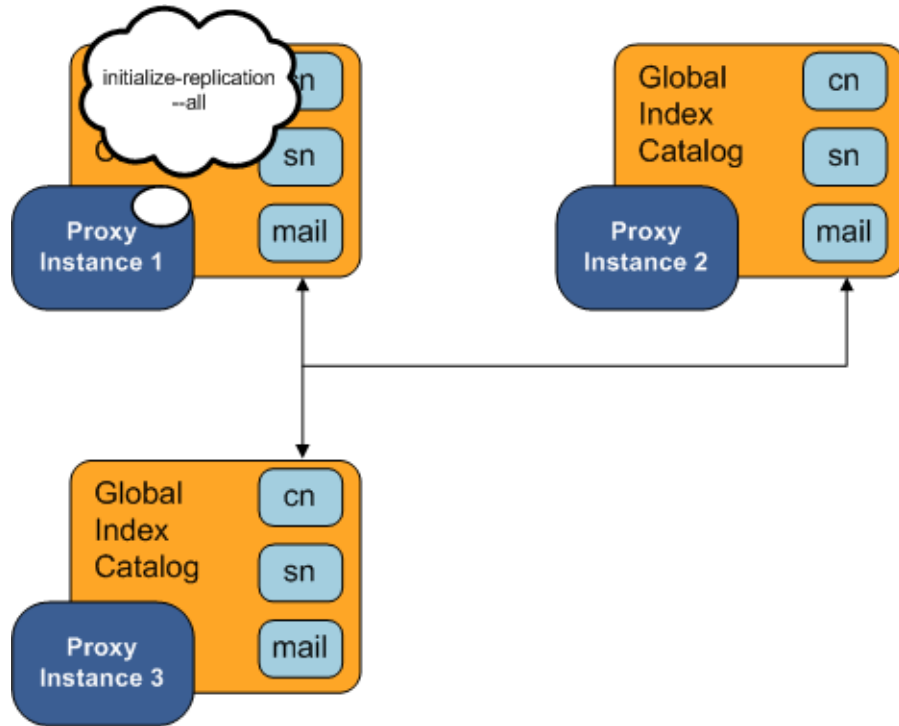 initialize-replication
--all
sn
mail
Proxy
Instance 1
Global
Index
Catalog
cn
sn
mail
Proxy
Instance 2
Global
Index
Catalog
cn
sn
mail
Proxy
Instance 3